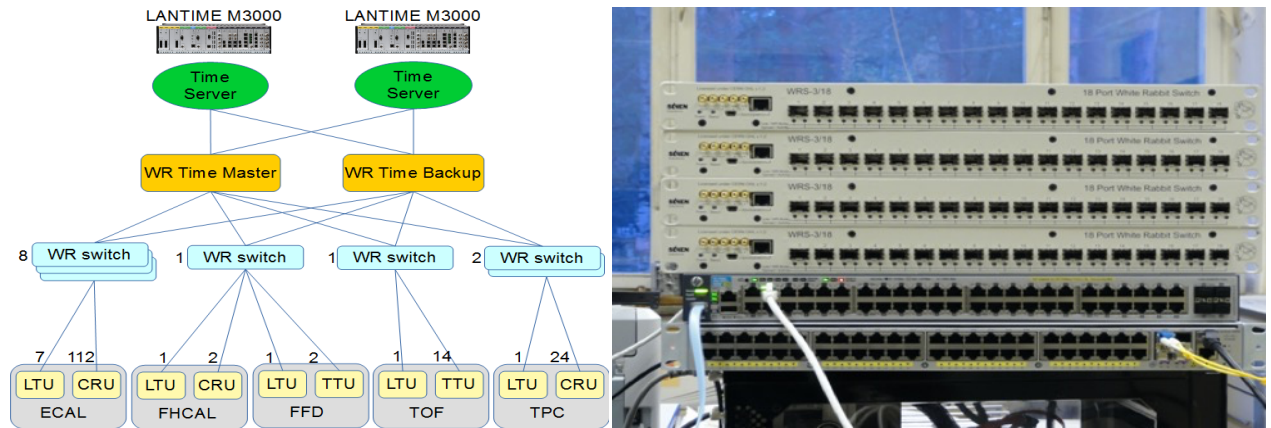 LANTIME M3000
LANTIME M3000
Time
Server
Time
Server
WR Time Master
WR Time Backup
8
WR switch
1
WR switch
1
WR switch
2
WR switch
7
112
1
2
1
2
1
14
1
24
LTU
CRU
LTU
CRU
LTU
TTU
LTU
TTU
LTU
CRU
ECAL
FHCAL
FFD
TOF
TPC
WRS-3/18
18 Port White Rabbit Switch
WRS-3/18
18 Port White Rabbit Switch
WRS-3/18
18 Port White Rabbit Switch
WRS-3/18
18 Port White Rabbit Switch